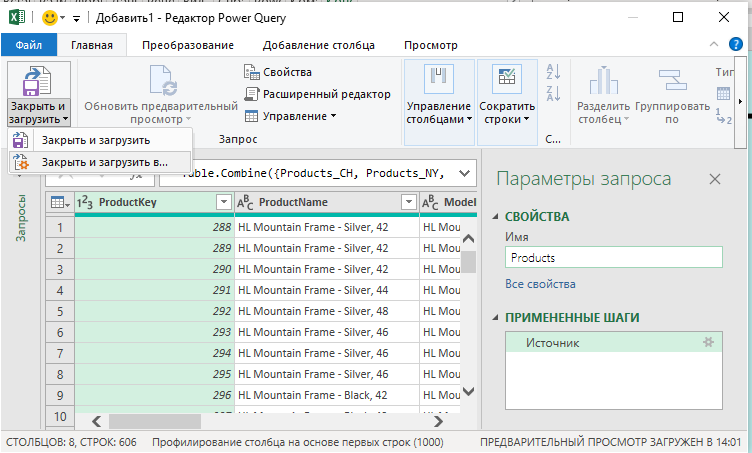 Добавить1 - Редактор Power Query
Файл Главная Преобразование Добавление столбца Просмотр
Закрыть и загрузить
Обновить предварительный просмотр
Свойства
Расширенный редактор
Управление
Запрос
Управление столбцами
Сократить строки
С...
Разделить столбец
Группировать по
Тип
Закрыть и загрузить
Закрыть и загрузить в...
Table.Combine({Products_CH, Products_NY,
Запросы
ProductKey ProductName Model
1 288 HL Mountain Frame - Silver, 42 HL Mou
2 289 HL Mountain Frame - Silver, 42 HL Mou
3 290 HL Mountain Frame - Silver, 42 HL Mou
4 291 HL Mountain Frame - Silver, 44 HL Mou
5 292 HL Mountain Frame - Silver, 48 HL Mou
6 293 HL Mountain Frame - Silver, 46 HL Mou
7 294 HL Mountain Frame - Silver, 46 HL Mou
8 295 HL Mountain Frame - Silver, 46 HL Mou
9 296 HL Mountain Frame - Black, 42 HL Mou
10
Параметры запроса
СВОЙСТВА
Имя
Products
Все свойства
ПРИМЕНЕННЫЕ ШАГИ
Источник
СТОЛБЦОВ: 8, СТРОК: 606 Профилирование столбца на основе первых строк (1000) ПРЕДВАРИТЕЛЬНЫЙ ПРОСМОТР ЗАГРУЖЕН В 14:01